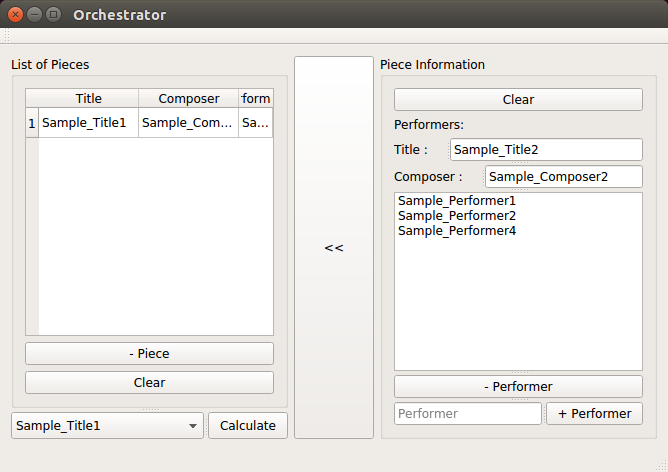 Orchestrator
List of Pieces
Title Composer form
1 Sample_Title1 Sample_Com... Sa...
- Piece
Clear
Sample_Title1 Calculate
<<
Piece Information
Clear
Performers:
Title : Sample_Title2
Composer : Sample_Composer2
Sample_Performer1
Sample_Performer2
Sample_Performer4
- Performer
Performer + Performer